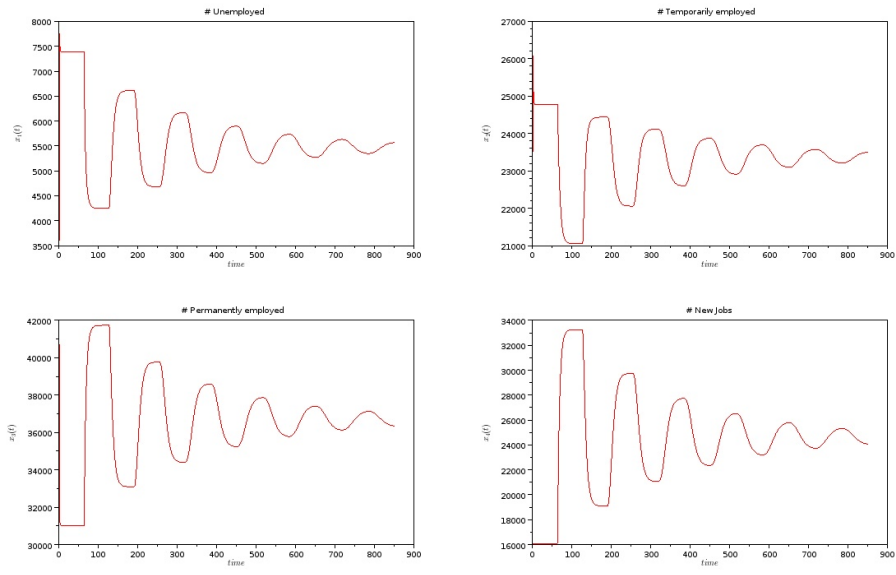 # Unemployed
8000
7500
7000
6500
6000
5500
5000
4500
4000
3500
x₁(t)
0 100 200 300 400 500 600 700 800 900
time
# Temporarily employed
27000
26000
25000
24000
23000
22000
21000
x₂(t)
0 100 200 300 400 500 600 700 800 900
time
# Permanently employed
42000
40000
38000
36000
34000
32000
30000
x₃(t)
0 100 200 300 400 500 600 700 800 900
time
# New Jobs
34000
32000
30000
28000
26000
24000
22000
20000
18000
16000
x₄(t)
0 100 200 300 400 500 600 700 800 900
time